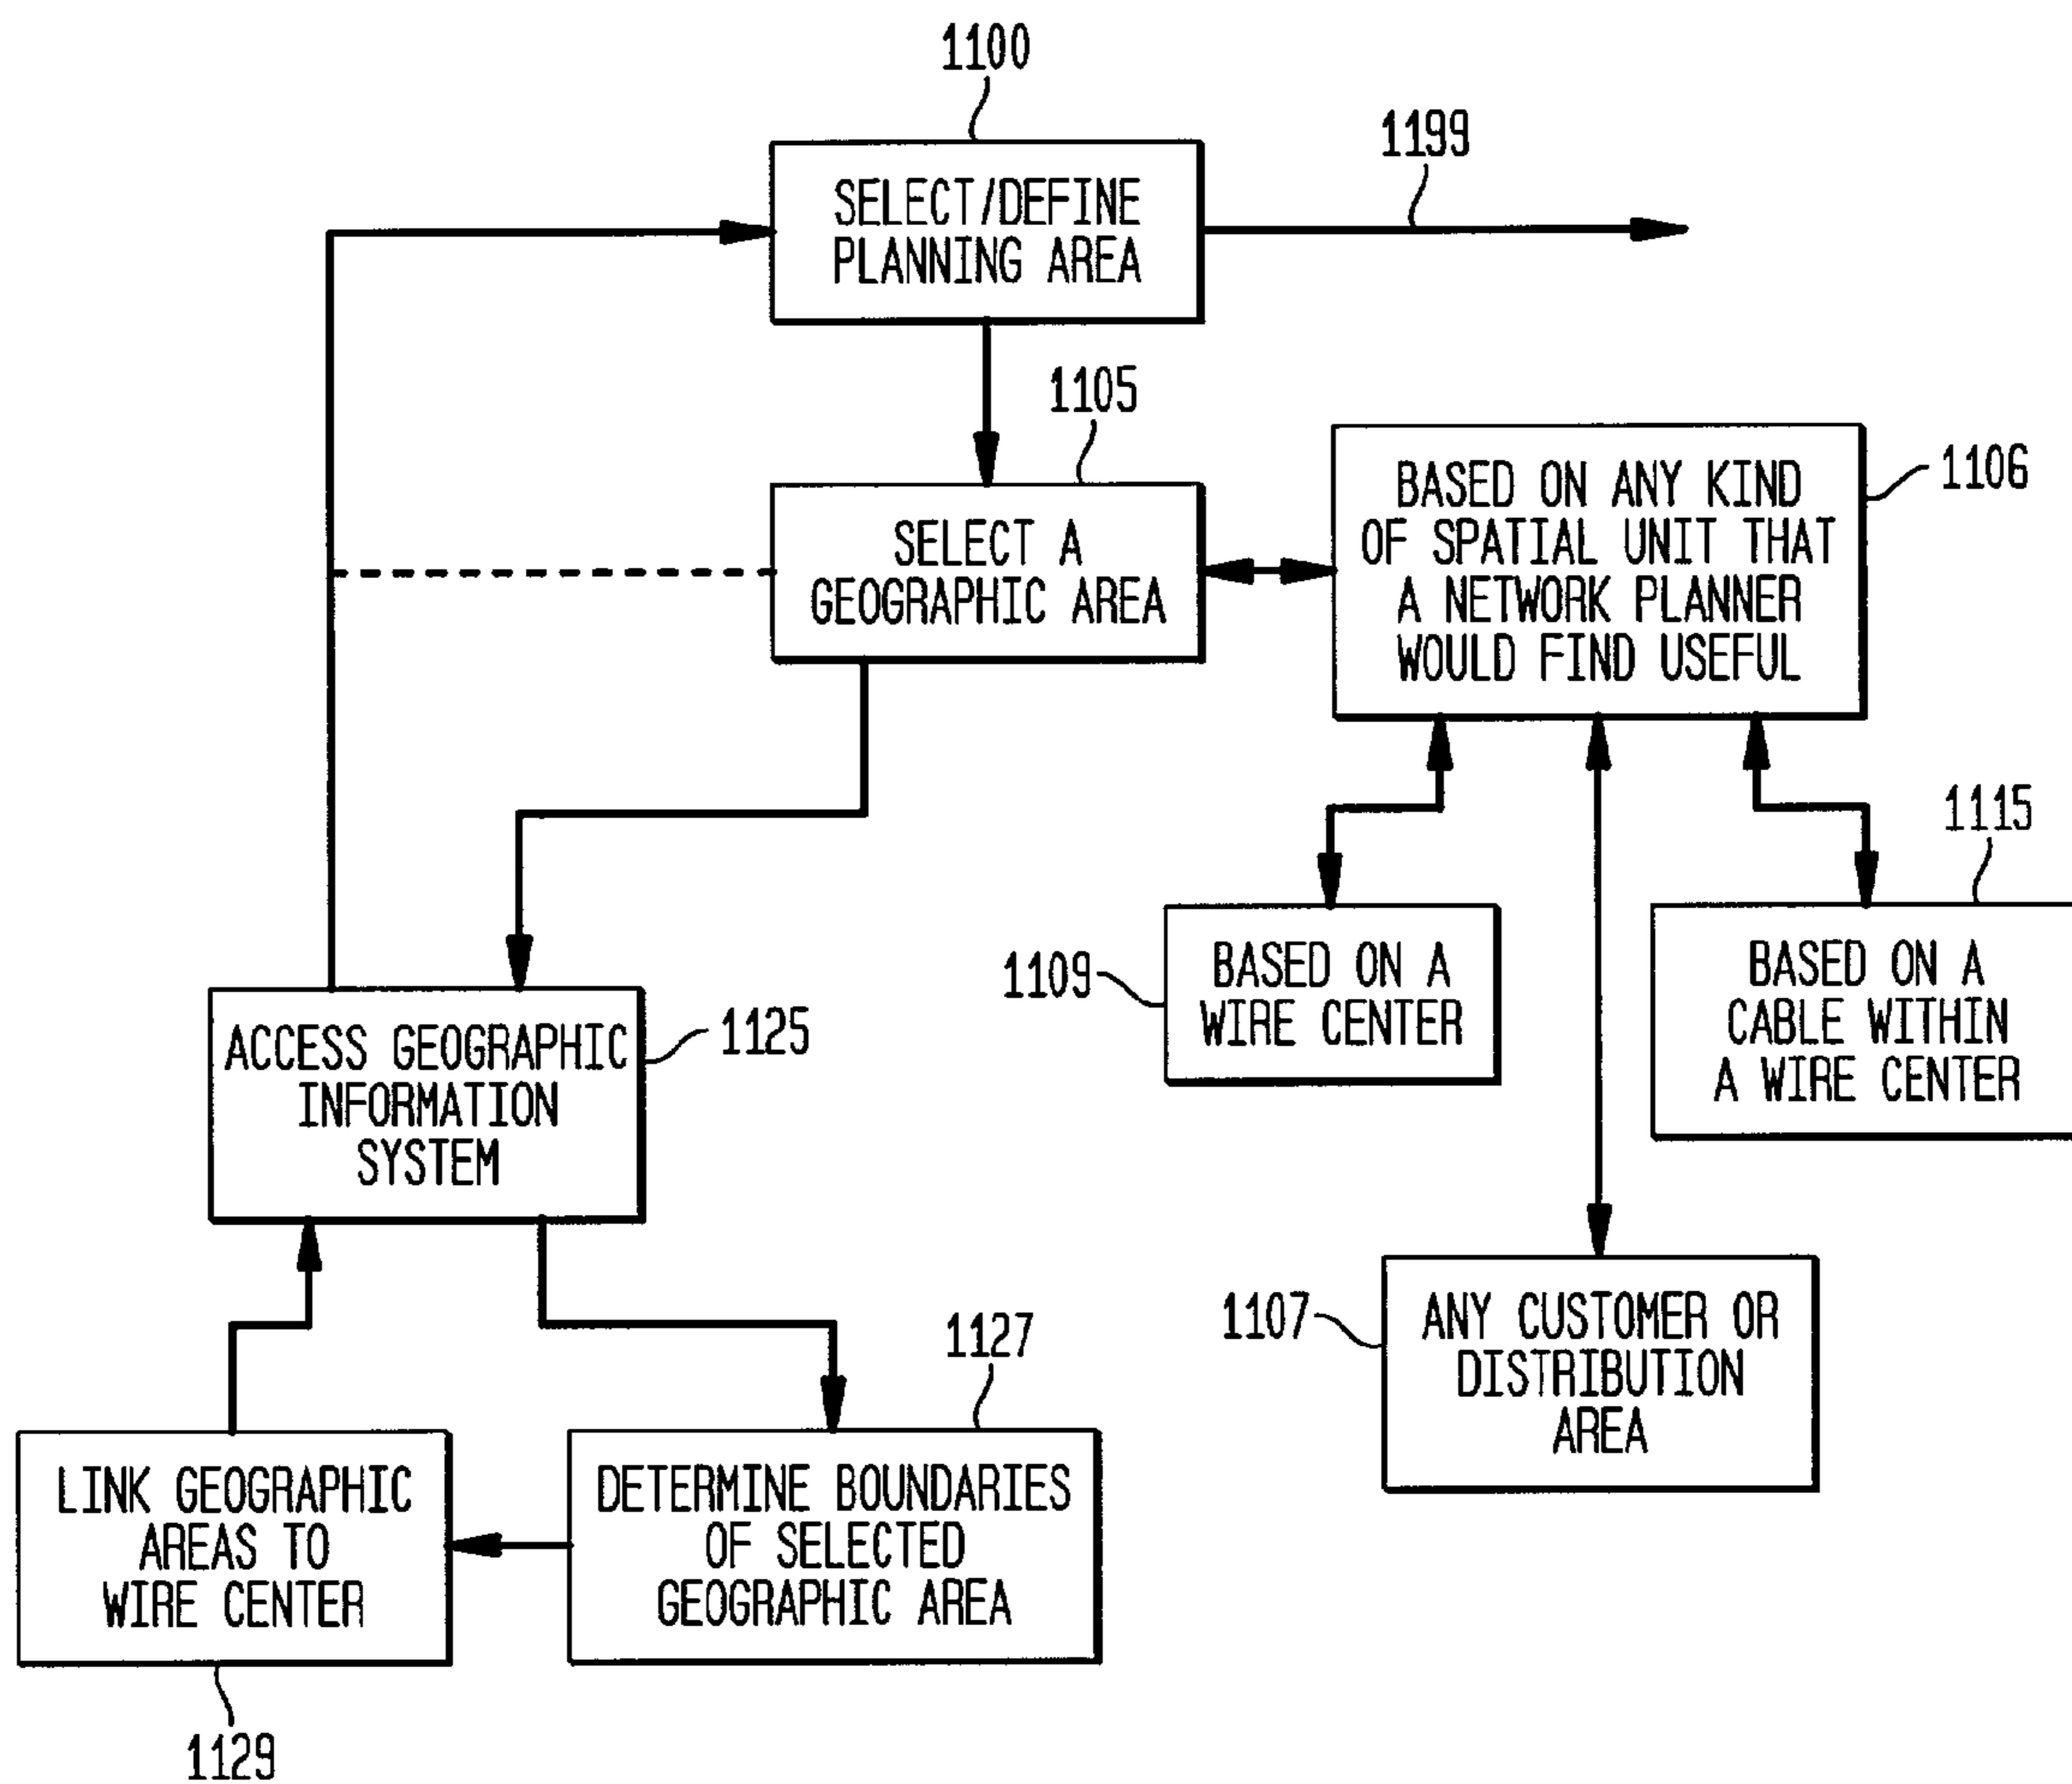 1100
1199
SELECT/DEFINE
PLANNING AREA
1105
SELECT A
GEOGRAPHIC AREA
1106
BASED ON ANY KIND
OF SPATIAL UNIT THAT
A NETWORK PLANNER
WOULD FIND USEFUL
1109
BASED ON A
WIRE CENTER
1115
BASED ON A
CABLE WITHIN
A WIRE CENTER
1125
ACCESS GEOGRAPHIC
INFORMATION
SYSTEM
1107
ANY CUSTOMER OR
DISTRIBUTION
AREA
1127
DETERMINE BOUNDARIES
OF SELECTED
GEOGRAPHIC AREA
LINK GEOGRAPHIC
AREAS TO
WIRE CENTER
1129